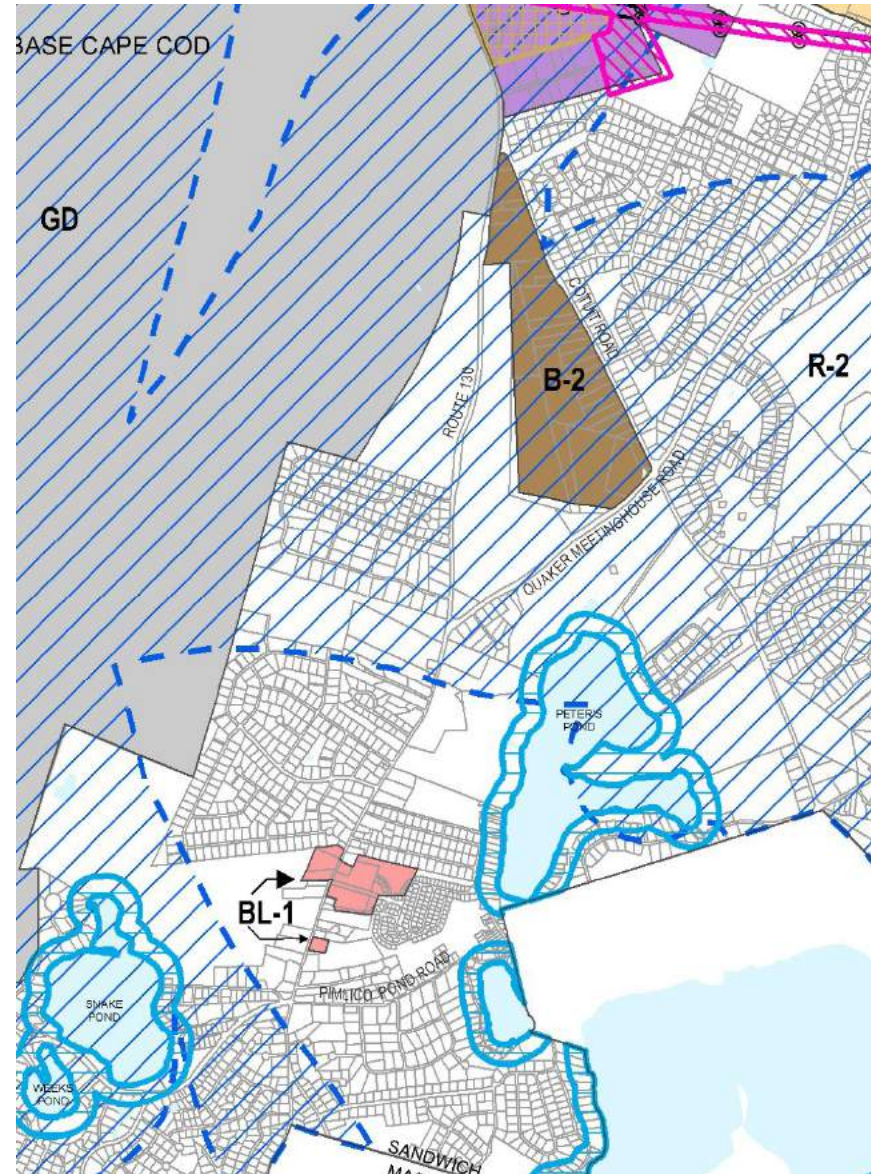 BASE CAPE COD
GD
COTUIT ROAD
R-2
B-2
ROUTE 130
QUAKER MEETINGHOUSE ROAD
PETER'S
POND
BL-1
PIMLICO POND ROAD
SNAKE
POND
WEEKS
POND
SANDWICH